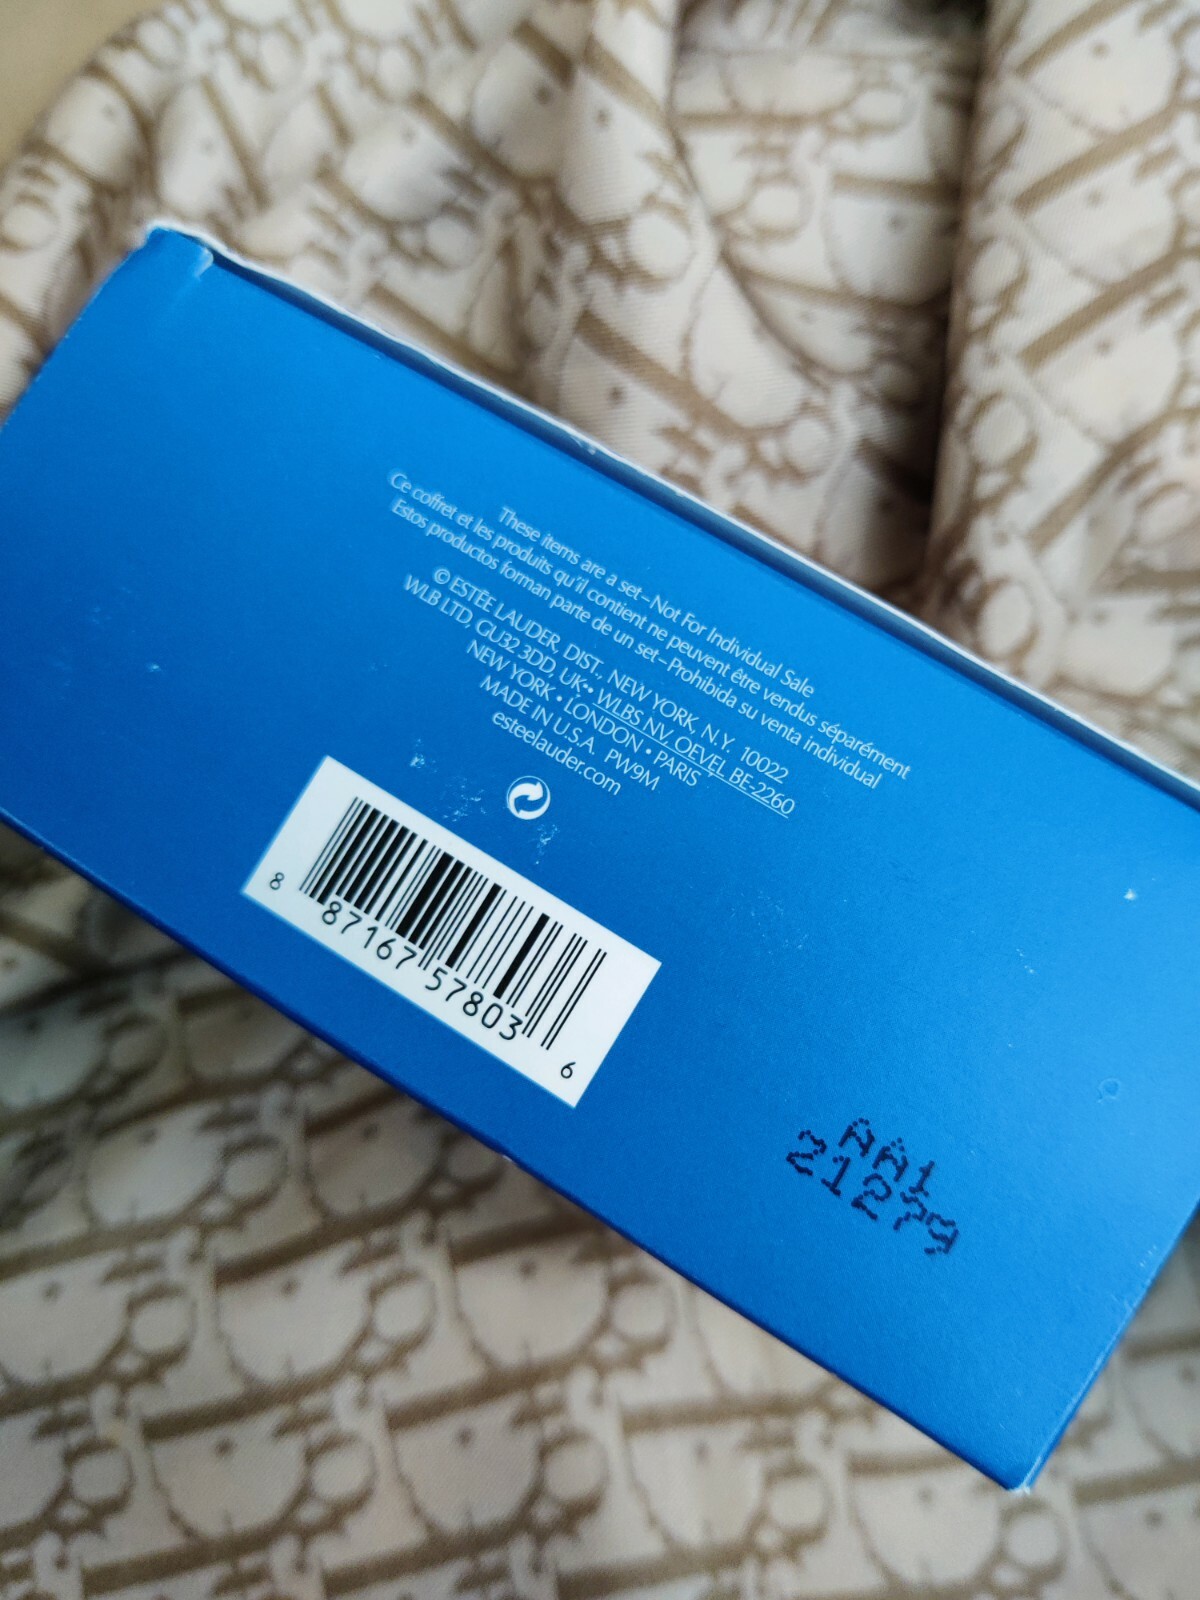 These items are a set–Not For Individual Sale
Ce coffret et les produits qu'il contient ne peuvent être vendus séparément
Estos productos forman parte de un set–Prohibida su venta individual
© ESTĒE LAUDER, DIST., NEW YORK, N.Y. 10022
WLB LTD, GU32 3DD, UK•• WLBS NV, OEVEL BE-2260
NEW YORK • LONDON • PARIS
MADE IN U.S.A. PW9M
esteelauder.com
8 87167 57803 6
AA1
21279